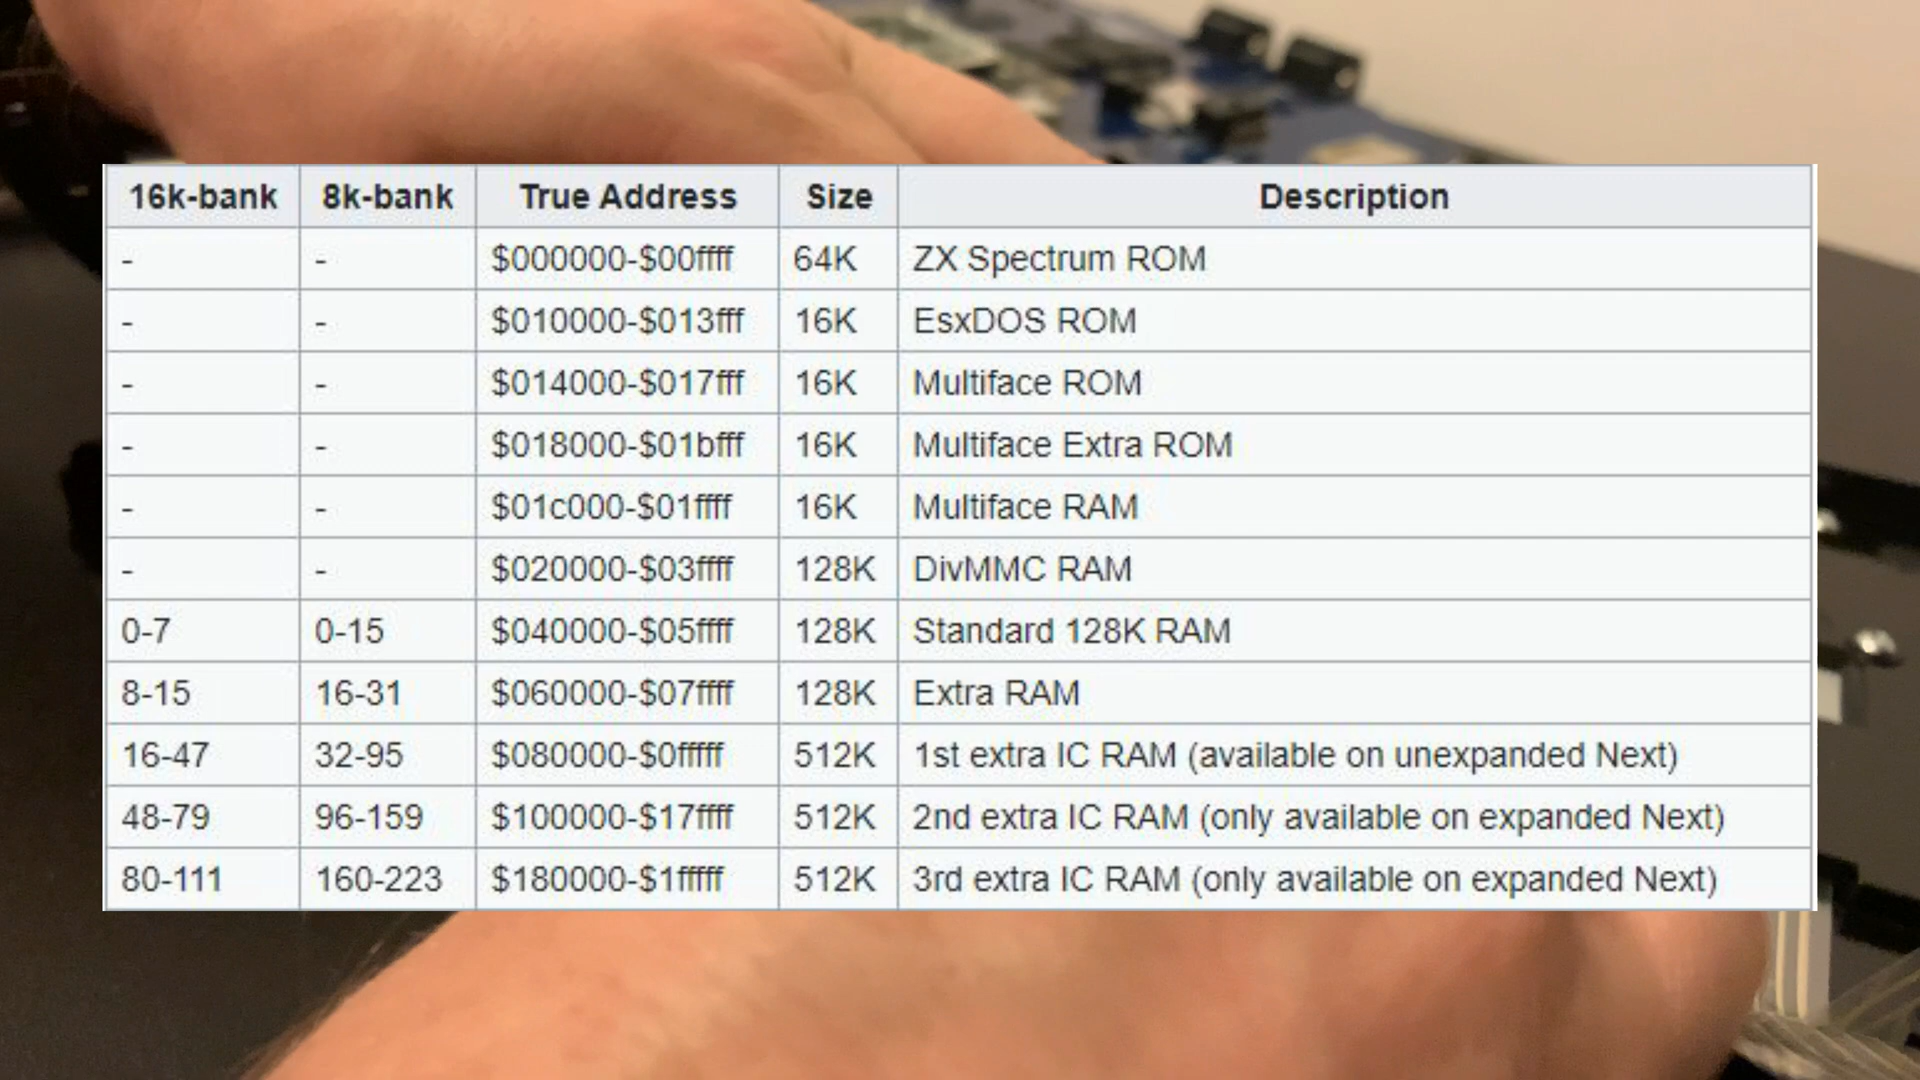 16k-bank 8k-bank True Address Size Description
- - $000000-$00ffff 64K ZX Spectrum ROM
- - $010000-$013fff 16K EsxDOS ROM
- - $014000-$017fff 16K Multiface ROM
- - $018000-$01bfff 16K Multiface Extra ROM
- - $01c000-$01ffff 16K Multiface RAM
- - $020000-$03ffff 128K DivMMC RAM
0-7 0-15 $040000-$05ffff 128K Standard 128K RAM
8-15 16-31 $060000-$07ffff 128K Extra RAM
16-47 32-95 $080000-$0fffff 512K 1st extra IC RAM (available on unexpanded Next)
48-79 96-159 $100000-$17ffff 512K 2nd extra IC RAM (only available on expanded Next)
80-111 160-223 $180000-$1fffff 512K 3rd extra IC RAM (only available on expanded Next)